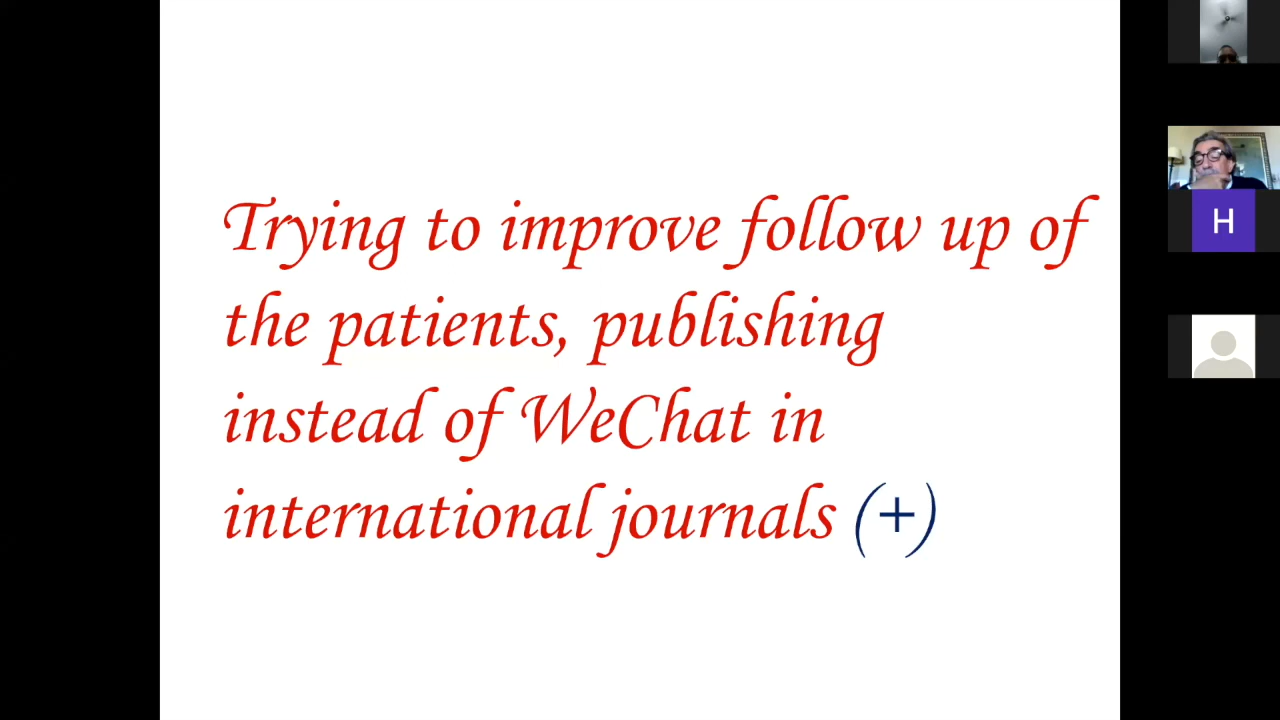 Trying to improve follow up of
the patients, publishing
instead of WeChat in
international journals (+)
H